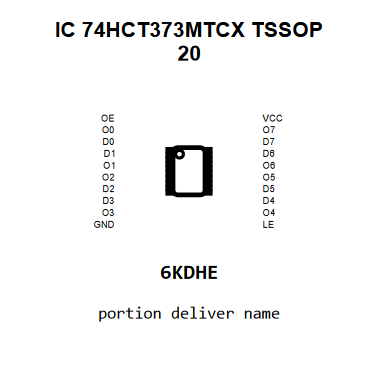 IC 74HCT373MTCX TSSOP
20
OE VCC
O0 O7
D0 D7
D1 D6
O1 O6
O2 O5
D2 D5
D3 D4
O3 O4
GND LE
6KDHE
portion deliver name